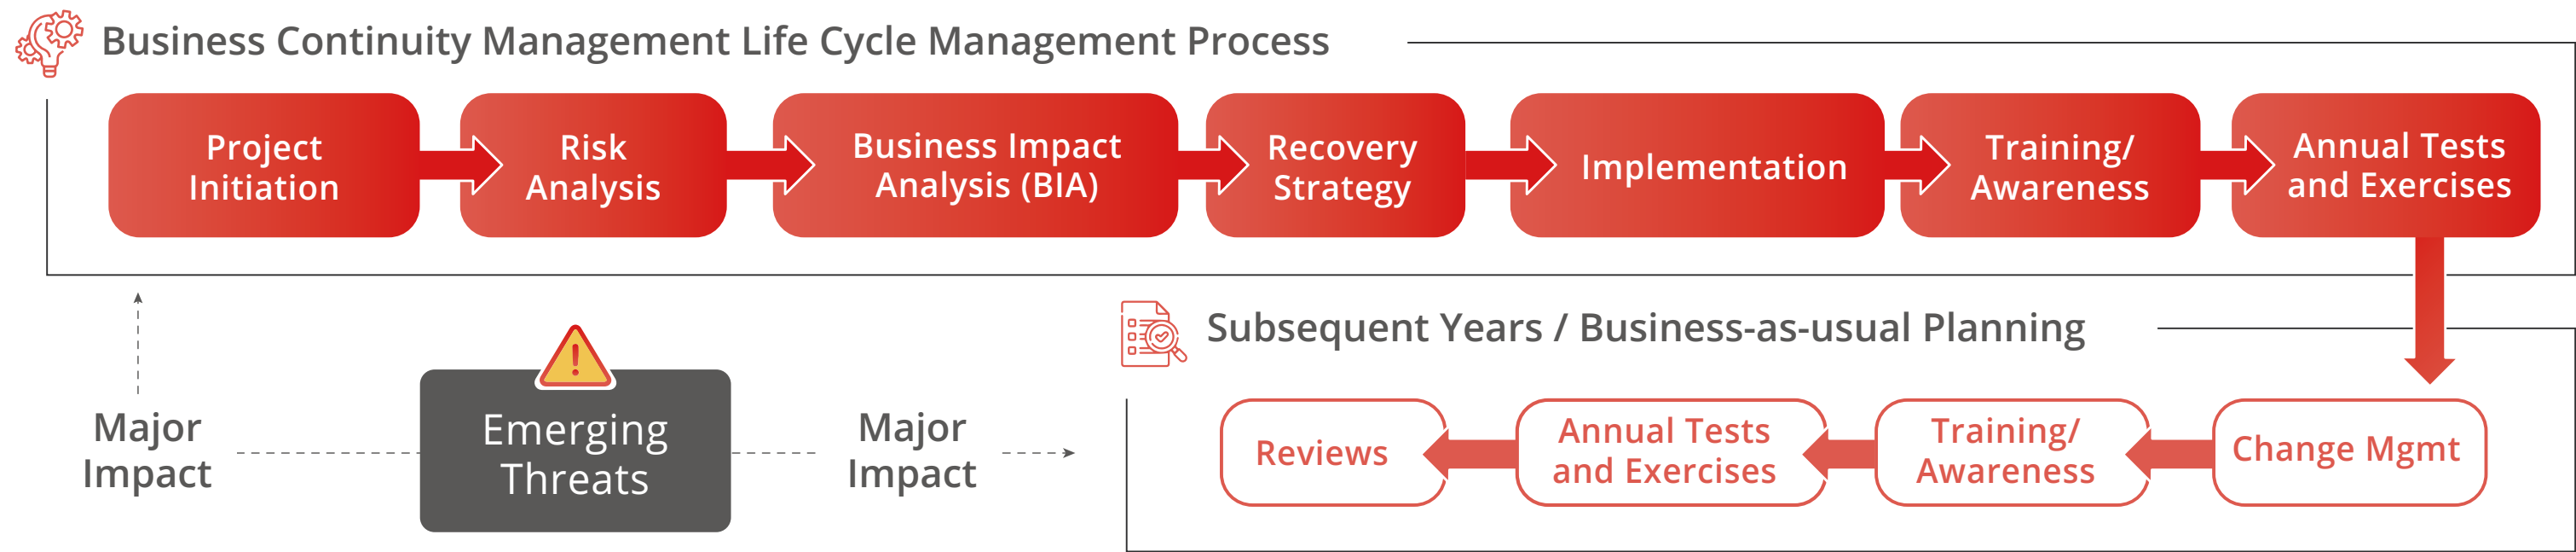 Business Continuity Management Life Cycle Management Process
Project
Initiation
Risk
Analysis
Business Impact
Analysis (BIA)
Recovery
Strategy
Implementation
Training/
Awareness
Annual Tests
and Exercises
Subsequent Years / Business-as-usual Planning
Major
Impact
Emerging
Threats
Major
Impact
Reviews
Annual Tests
and Exercises
Training/
Awareness
Change Mgmt